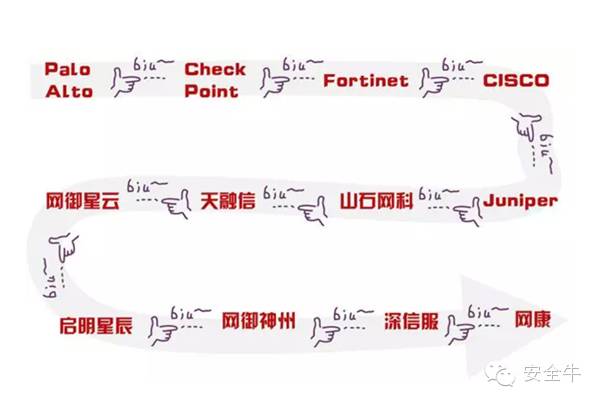 Palo Alto
biu~
Check Point
biu~
Fortinet
biu~
CISCO
biu~
网御星云
biu~
天融信
biu~
山石网科
biu~
Juniper
biu~
启明星辰
biu~
网御神州
biu~
深信服
biu~
网康
安全牛